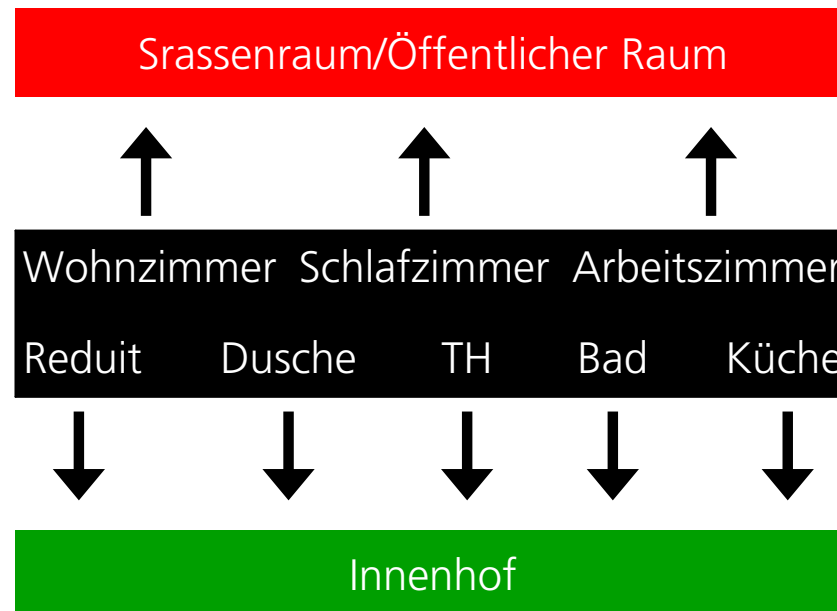 Srassenraum/Öffentlicher Raum
Wohnzimmer Schlafzimmer Arbeitszimmer
Reduit Dusche TH Bad Küche
Innenhof